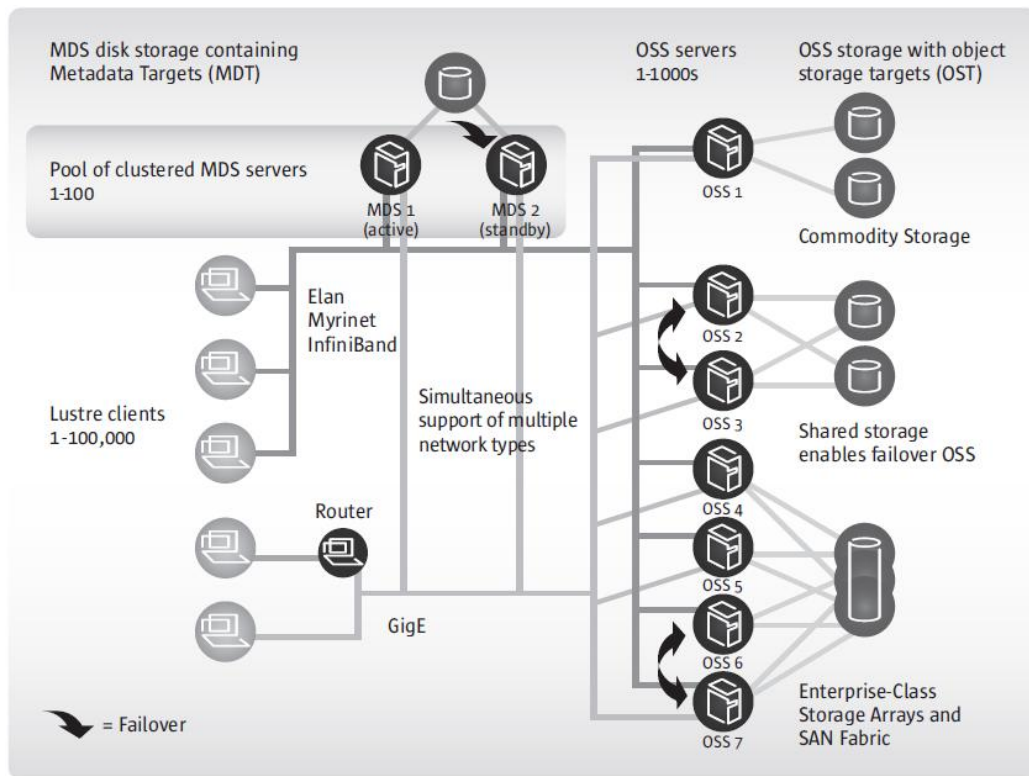 MDS disk storage containing
Metadata Targets (MDT)
OSS servers
1-1000s
OSS storage with object
storage targets (OST)
Pool of clustered MDS servers
1-100
MDS 1
(active)
MDS 2
(standby)
OSS 1
Commodity Storage
Elan
Myrinet
InfiniBand
OSS 2
Simultaneous
support of multiple
network types
Lustre clients
1-100,000
OSS 3
Shared storage
enables failover OSS
OSS 4
Router
OSS 5
GigE
OSS 6
Enterprise-Class
Storage Arrays and
SAN Fabric
= Failover
OSS 7